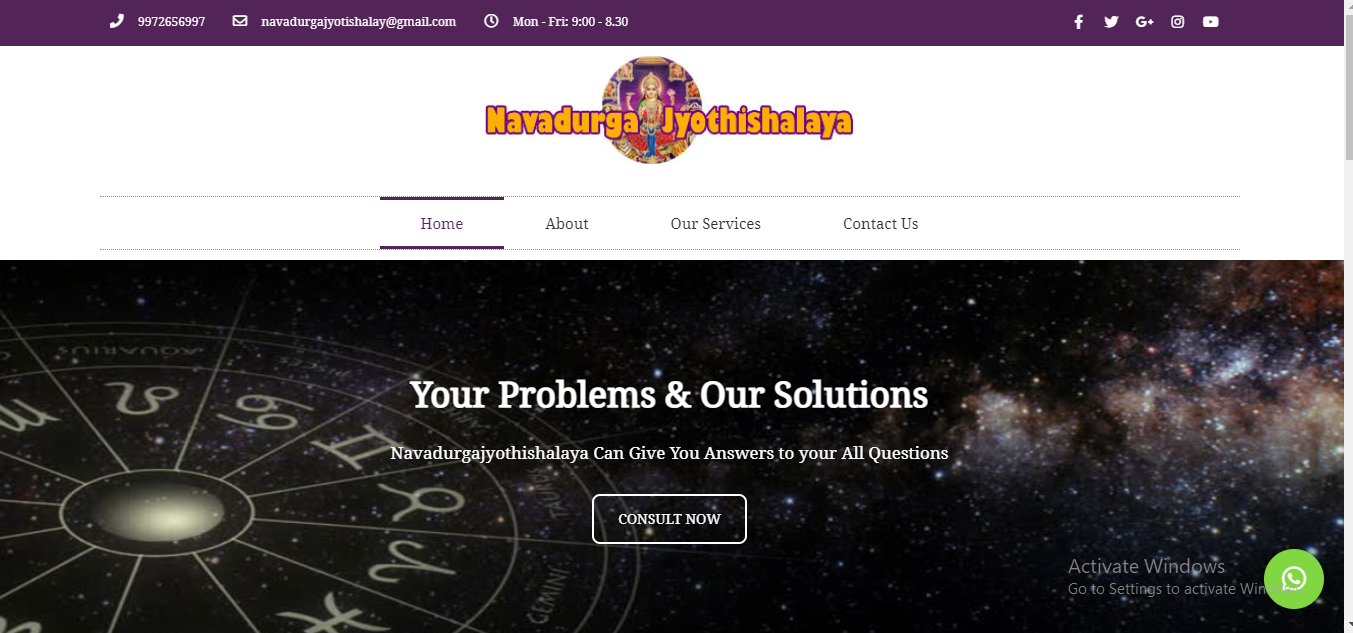 9972656997 navadurgajyotishalay@gmail.com Mon - Fri: 9:00 - 8.30
Navadurga Jyothishalaya
Home About Our Services Contact Us
AQUARIUS
Your Problems & Our Solutions
Navadurgajyothishalaya Can Give You Answers to your All Questions
CONSULT NOW
GEMINI
Activate Windows
Go to Settings to activate